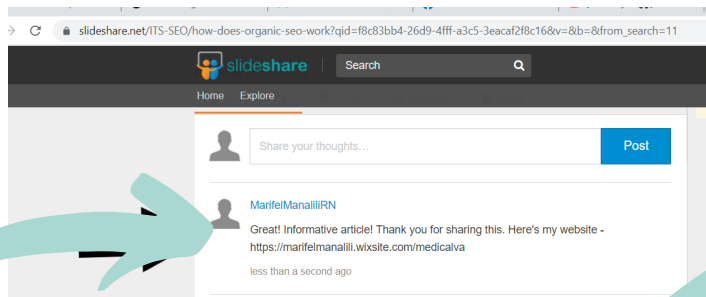 slideshare.net/ITS-SEO/how-does-organic-seo-work?qid=f8c83bb4-26d9-4fff-a3c5-3eacaf2f8c16&v=&b=&from_search=11
slideshare
Search
Home Explore
Share your thoughts...
Post
MarifelManaliliRN
Great! Informative article! Thank you for sharing this. Here's my website -
https://marifelmanalili.wixsite.com/medicalva
less than a second ago